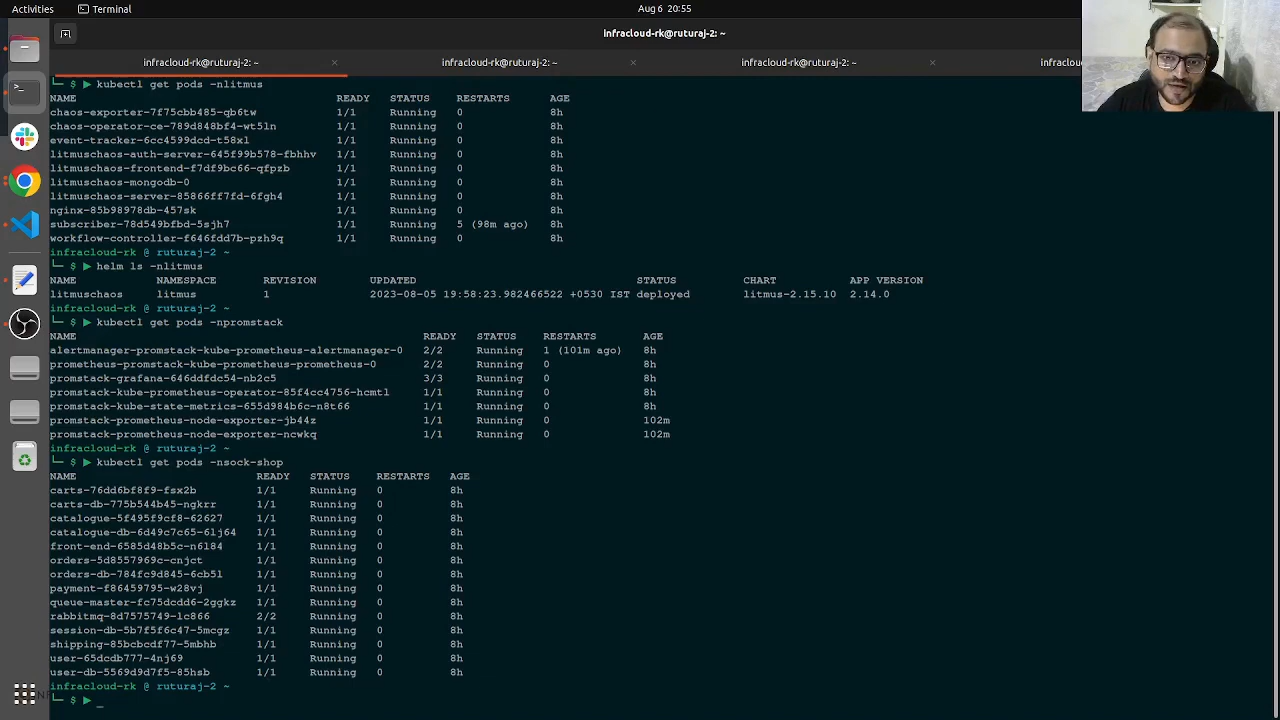 Activities Terminal Aug 6 20:55
infracloud-rk@ruturaj-2: ~
infracloud-rk@ruturaj-2: ~ × infracloud-rk@ruturaj-2: ~ × infracloud-rk@ruturaj-2: ~ × infraclou
└─ $ ▶ kubectl get pods -nlitmus
NAME READY STATUS RESTARTS AGE
chaos-exporter-7f75cbb485-qb6tw 1/1 Running 0 8h
chaos-operator-ce-789d848bf4-wt5ln 1/1 Running 0 8h
event-tracker-6cc4599dcd-t58xl 1/1 Running 0 8h
litmuschaos-auth-server-645f99b578-fbhhv 1/1 Running 0 8h
litmuschaos-frontend-f7df9bc66-qfpzb 1/1 Running 0 8h
litmuschaos-mongodb-0 1/1 Running 0 8h
litmuschaos-server-85866ff7fd-6fgh4 1/1 Running 0 8h
nginx-85b98978db-457sk 1/1 Running 0 8h
subscriber-78d549bfbd-5sjh7 1/1 Running 5 (98m ago) 8h
workflow-controller-f646fdd7b-pzh9q 1/1 Running 0 8h
infracloud-rk @ ruturaj-2 ~
└─ $ ▶ helm ls -nlitmus
NAME NAMESPACE REVISION UPDATED STATUS CHART APP VERSION
litmuschaos litmus 1 2023-08-05 19:58:23.982466522 +0530 IST deployed litmus-2.15.10 2.14.0
infracloud-rk @ ruturaj-2 ~
└─ $ ▶ kubectl get pods -npromstack
NAME READY STATUS RESTARTS AGE
alertmanager-promstack-kube-prometheus-alertmanager-0 2/2 Running 1 (101m ago) 8h
prometheus-promstack-kube-prometheus-prometheus-0 2/2 Running 0 8h
promstack-grafana-646ddfdc54-nb2c5 3/3 Running 0 8h
promstack-kube-prometheus-operator-85f4cc4756-hcmtl 1/1 Running 0 8h
promstack-kube-state-metrics-655d984b6c-n8t66 1/1 Running 0 8h
promstack-prometheus-node-exporter-jb44z 1/1 Running 0 102m
promstack-prometheus-node-exporter-ncwkq 1/1 Running 0 102m
infracloud-rk @ ruturaj-2 ~
└─ $ ▶ kubectl get pods -nsock-shop
NAME READY STATUS RESTARTS AGE
carts-76dd6bf8f9-fsx2b 1/1 Running 0 8h
carts-db-775b544b45-ngkrr 1/1 Running 0 8h
catalogue-5f495f9cf8-62627 1/1 Running 0 8h
catalogue-db-6d49c7c65-6lj64 1/1 Running 0 8h
front-end-6585d48b5c-n6l84 1/1 Running 0 8h
orders-5d8557969c-cnjct 1/1 Running 0 8h
orders-db-784fc9d845-6cb5l 1/1 Running 0 8h
payment-f86459795-w28vj 1/1 Running 0 8h
queue-master-fc75dcdd6-2ggkz 1/1 Running 0 8h
rabbitmq-8d7575749-lc866 2/2 Running 0 8h
session-db-5b7f5f6c47-5mcgz 1/1 Running 0 8h
shipping-85bcbcdf77-5mbhb 1/1 Running 0 8h
user-65dcdb777-4nj69 1/1 Running 0 8h
user-db-5569d9d7f5-85hsb 1/1 Running 0 8h
infracloud-rk @ ruturaj-2 ~
└─ $ ▶ _